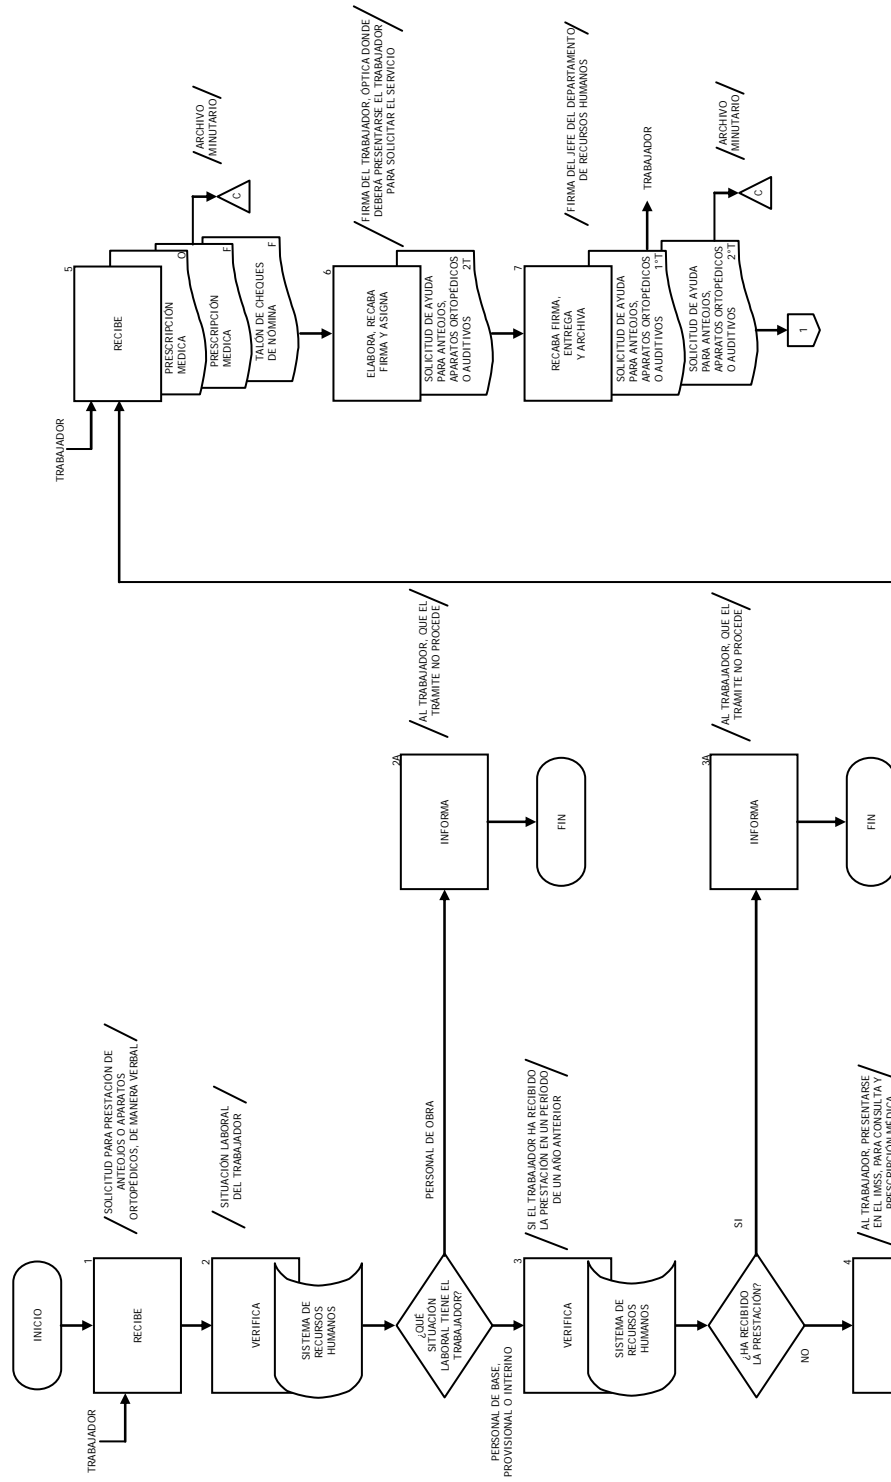 INICIO
TRABAJADOR
1
RECIBE
SOLICITUD PARA PRESTACIÓN DE
ANTEOJOS O APARATOS
ORTOPÉDICOS, DE MANERA VERBAL
2
VERIFICA
SISTEMA DE
RECURSOS
HUMANOS
SITUACIÓN LABORAL
DEL TRABAJADOR
¿QUÉ
SITUACIÓN
LABORAL TIENE EL
TRABAJADOR?
PERSONAL DE OBRA
2A
INFORMA
AL TRABAJADOR, QUE EL
TRÁMITE NO PROCEDE
FIN
PERSONAL DE BASE,
PROVISIONAL O INTERINO
3
VERIFICA
SISTEMA DE
RECURSOS
HUMANOS
SI EL TRABAJADOR HA RECIBIDO
LA PRESTACIÓN EN UN PERÍODO
DE UN AÑO ANTERIOR
¿HA RECIBIDO
LA PRESTACIÓN?
SI
3A
INFORMA
AL TRABAJADOR, QUE EL
TRÁMITE NO PROCEDE
FIN
NO
4
AL TRABAJADOR, PRESENTARSE
EN EL IMSS, PARA CONSULTA Y
PRESCRIPCIÓN MÉDICA
TRABAJADOR
5
RECIBE
PRESCRIPCIÓN
MEDICA
O
PRESCRIPCIÓN
MEDICA
F
TALÓN DE CHEQUES
DE NÓMINA
F
ARCHIVO
MINUTARIO
C
6
ELABORA, RECABA
FIRMA Y ASIGNA
SOLICITUD DE AYUDA
PARA ANTEOJOS,
APARATOS ORTOPÉDICOS
O AUDITIVOS
2T
FIRMA DEL TRABAJADOR, ÓPTICA DONDE
DEBERÁ PRESENTARSE EL TRABAJADOR
PARA SOLICITAR EL SERVICIO
7
RECABA FIRMA,
ENTREGA
Y ARCHIVA
SOLICITUD DE AYUDA
PARA ANTEOJOS,
APARATOS ORTOPÉDICOS
O AUDITIVOS
1°T
FIRMA DEL JEFE DEL DEPARTAMENTO
DE RECURSOS HUMANOS
TRABAJADOR
SOLICITUD DE AYUDA
PARA ANTEOJOS,
APARATOS ORTOPÉDICOS
O AUDITIVOS
2°T
ARCHIVO
MINUTARIO
C
1